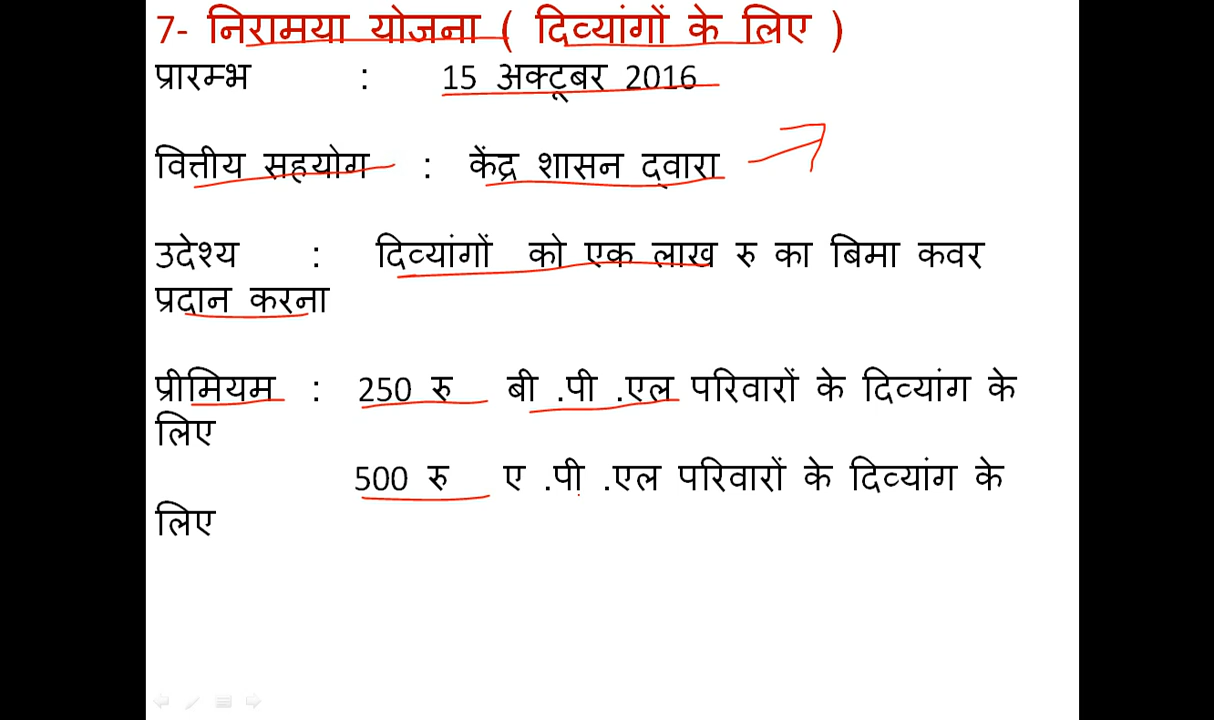 7- निरामया योजना ( दिव्यांगों के लिए )
प्रारम्भ : 15 अक्टूबर 2016
वित्तीय सहयोग : केंद्र शासन द्वारा
उदेश्य : दिव्यांगों को एक लाख रु का बिमा कवर
प्रदान करना
प्रीमियम : 250 रु बी .पी .एल परिवारों के दिव्यांग के
लिए
500 रु ए .पी .एल परिवारों के दिव्यांग के
लिए